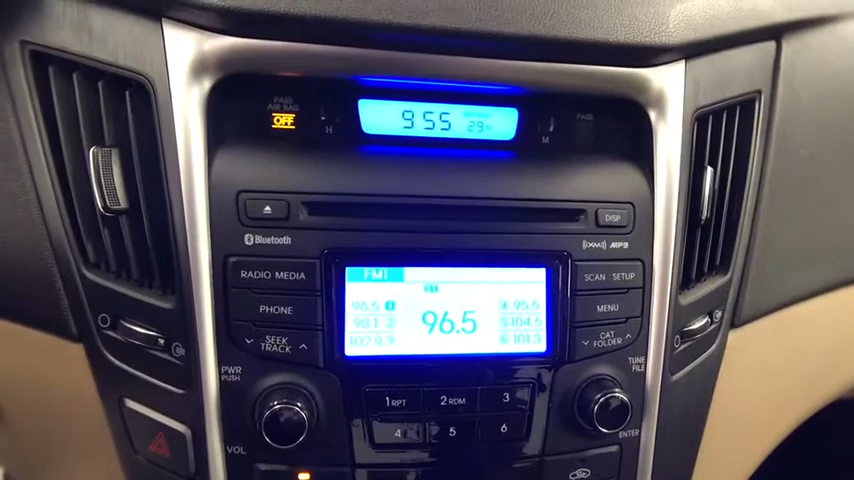 PASS
AIR BAG
OFF
H
9:55
29
M
PASS
DISP
Bluetooth
XM MP3
RADIO MEDIA
PHONE
SEEK
TRACK
FM1
96.5 1
98.1 2
102.9 3
96.5
4 95.5
5 104.5
6 101.3
SCAN SETUP
MENU
CAT
FOLDER
PWR
PUSH
VOL
1 RPT
2 RDM
3
4
5
6
TUNE
FILE
ENTER